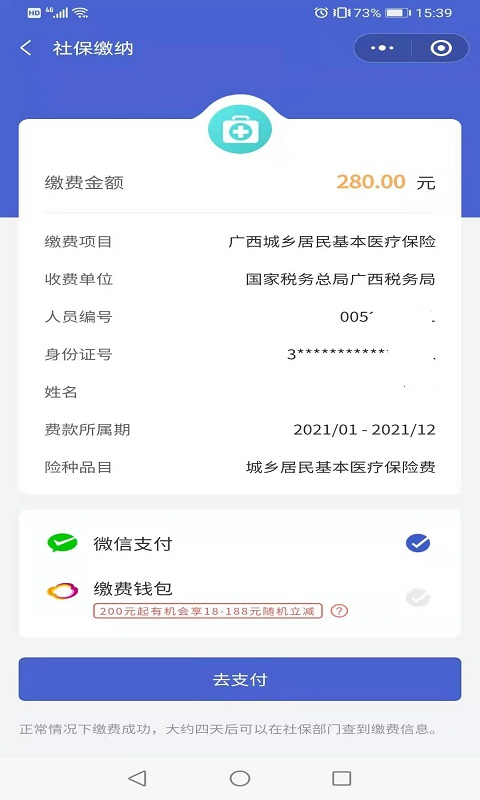 HD 4G 73% 15:39
社保缴纳
缴费金额 280.00 元
缴费项目 广西城乡居民基本医疗保险
收费单位 国家税务总局广西税务局
人员编号 005
身份证号 3************
姓名
费款所属期 2021/01 - 2021/12
险种品目 城乡居民基本医疗保险费
微信支付
缴费钱包
200元起有机会享18-188元随机立减 ?
去支付
正常情况下缴费成功，大约四天后可以在社保部门查到缴费信息。